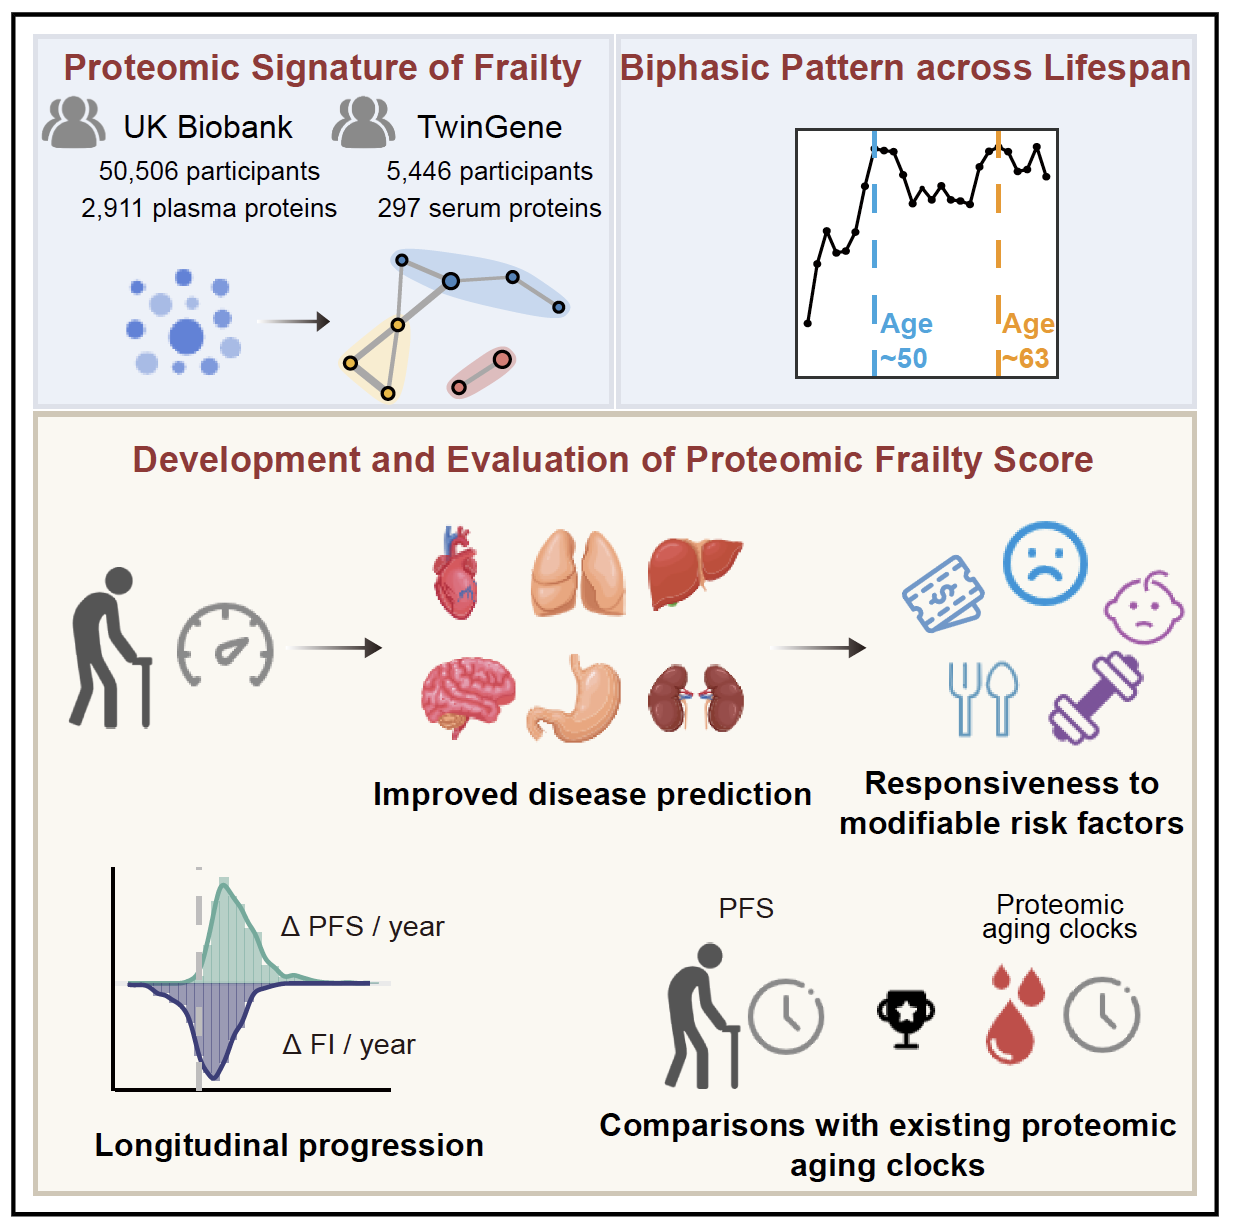 Proteomic Signature of Frailty
UK Biobank
50,506 participants
2,911 plasma proteins
TwinGene
5,446 participants
297 serum proteins
Biphasic Pattern across Lifespan
Age
~50
Age
~63
Development and Evaluation of Proteomic Frailty Score
$
Improved disease prediction
Responsiveness to
modifiable risk factors
Δ PFS / year
Δ FI / year
Longitudinal progression
PFS
Proteomic
aging clocks
Comparisons with existing proteomic
aging clocks